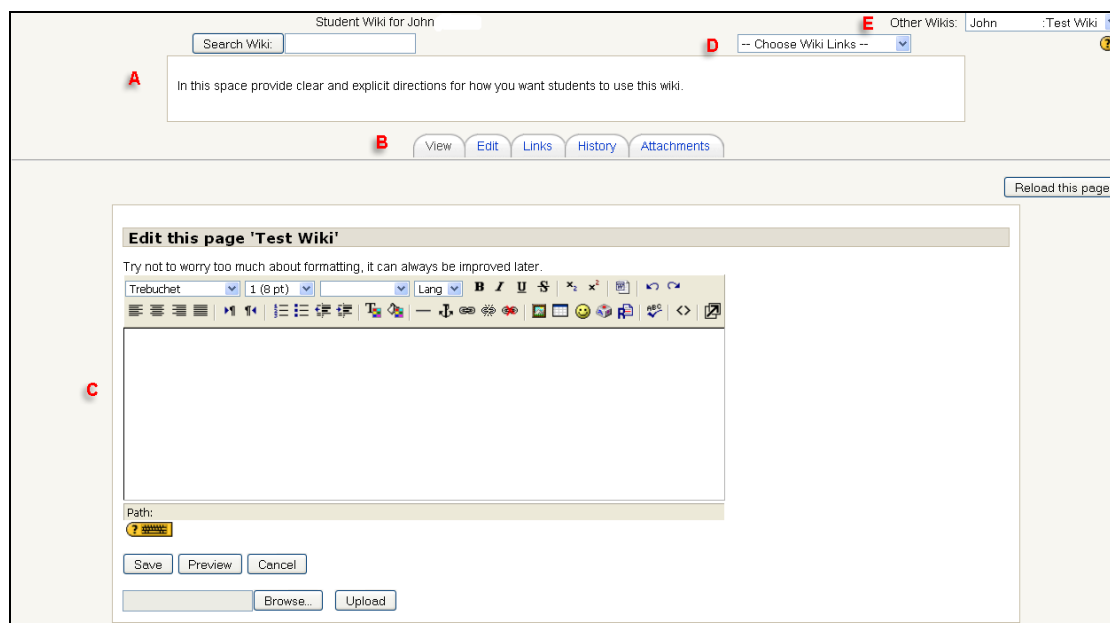 Student Wiki for John
E Other Wikis: John :Test Wiki
Search Wiki:
D -- Choose Wiki Links --
?
A
In this space provide clear and explicit directions for how you want students to use this wiki.
B View Edit Links History Attachments
Reload this page
Edit this page 'Test Wiki'
Try not to worry too much about formatting, it can always be improved later.
Trebuchet 1 (8 pt) Lang B I U S x₂ x²
ABC <>
C
Path:
?
Save Preview Cancel
Browse... Upload